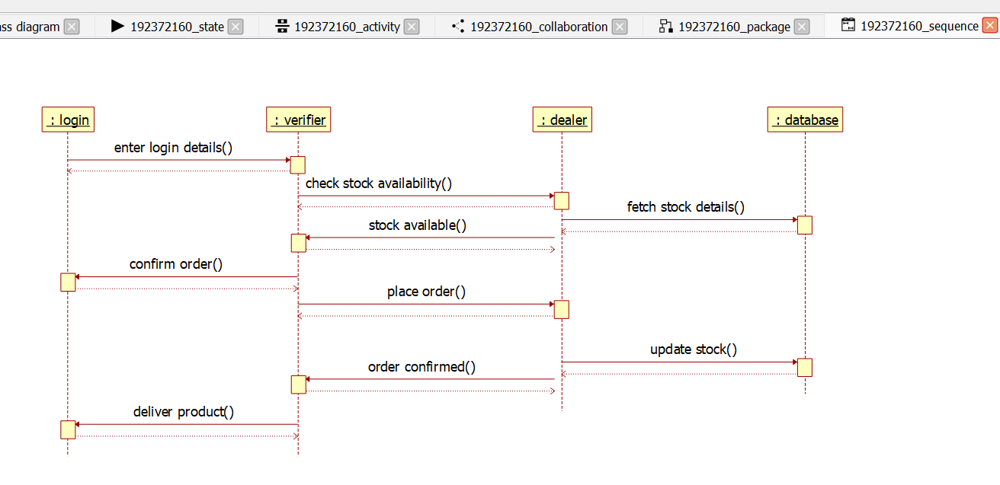 ss diagram
192372160_state
192372160_activity
192372160_collaboration
192372160_package
192372160_sequence
: login
: verifier
: dealer
: database
enter login details()
check stock availability()
fetch stock details()
stock available()
confirm order()
place order()
update stock()
order confirmed()
deliver product()